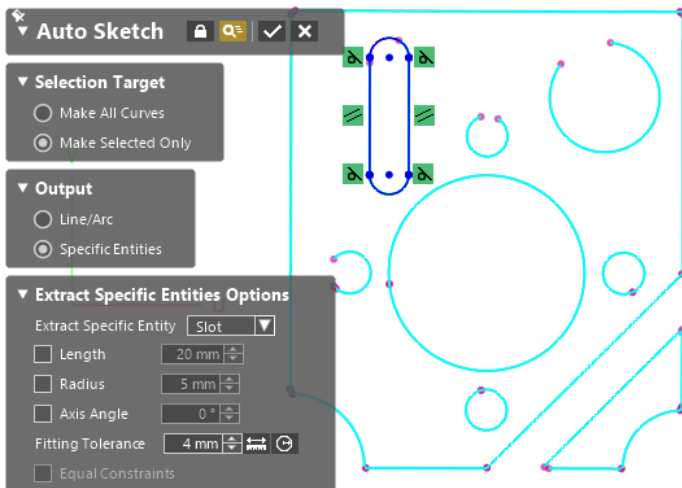 Auto Sketch
Selection Target
Make All Curves
Make Selected Only
Output
Line/Arc
Specific Entities
Extract Specific Entities Options
Extract Specific Entity Slot
Length 20 mm
Radius 5 mm
Axis Angle 0 °
Fitting Tolerance 4 mm
Equal Constraints